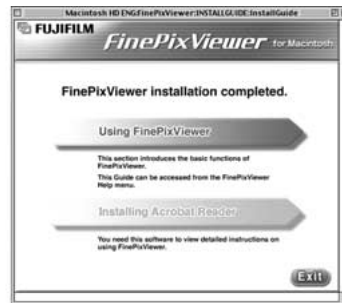 Macintosh HD ENG:FinePixViewer:INSTALLGUIDE:InstallGuide
FUJIFILM
FinePixViewer for Macintosh
FinePixViewer installation completed.
Using FinePixViewer
This section introduces the basic functions of
FinePixViewer.
This Guide can be accessed from the FinePixViewer
Help menu.
Installing Acrobat Reader
You need this software to view detailed instructions on
using FinePixViewer.
Exit